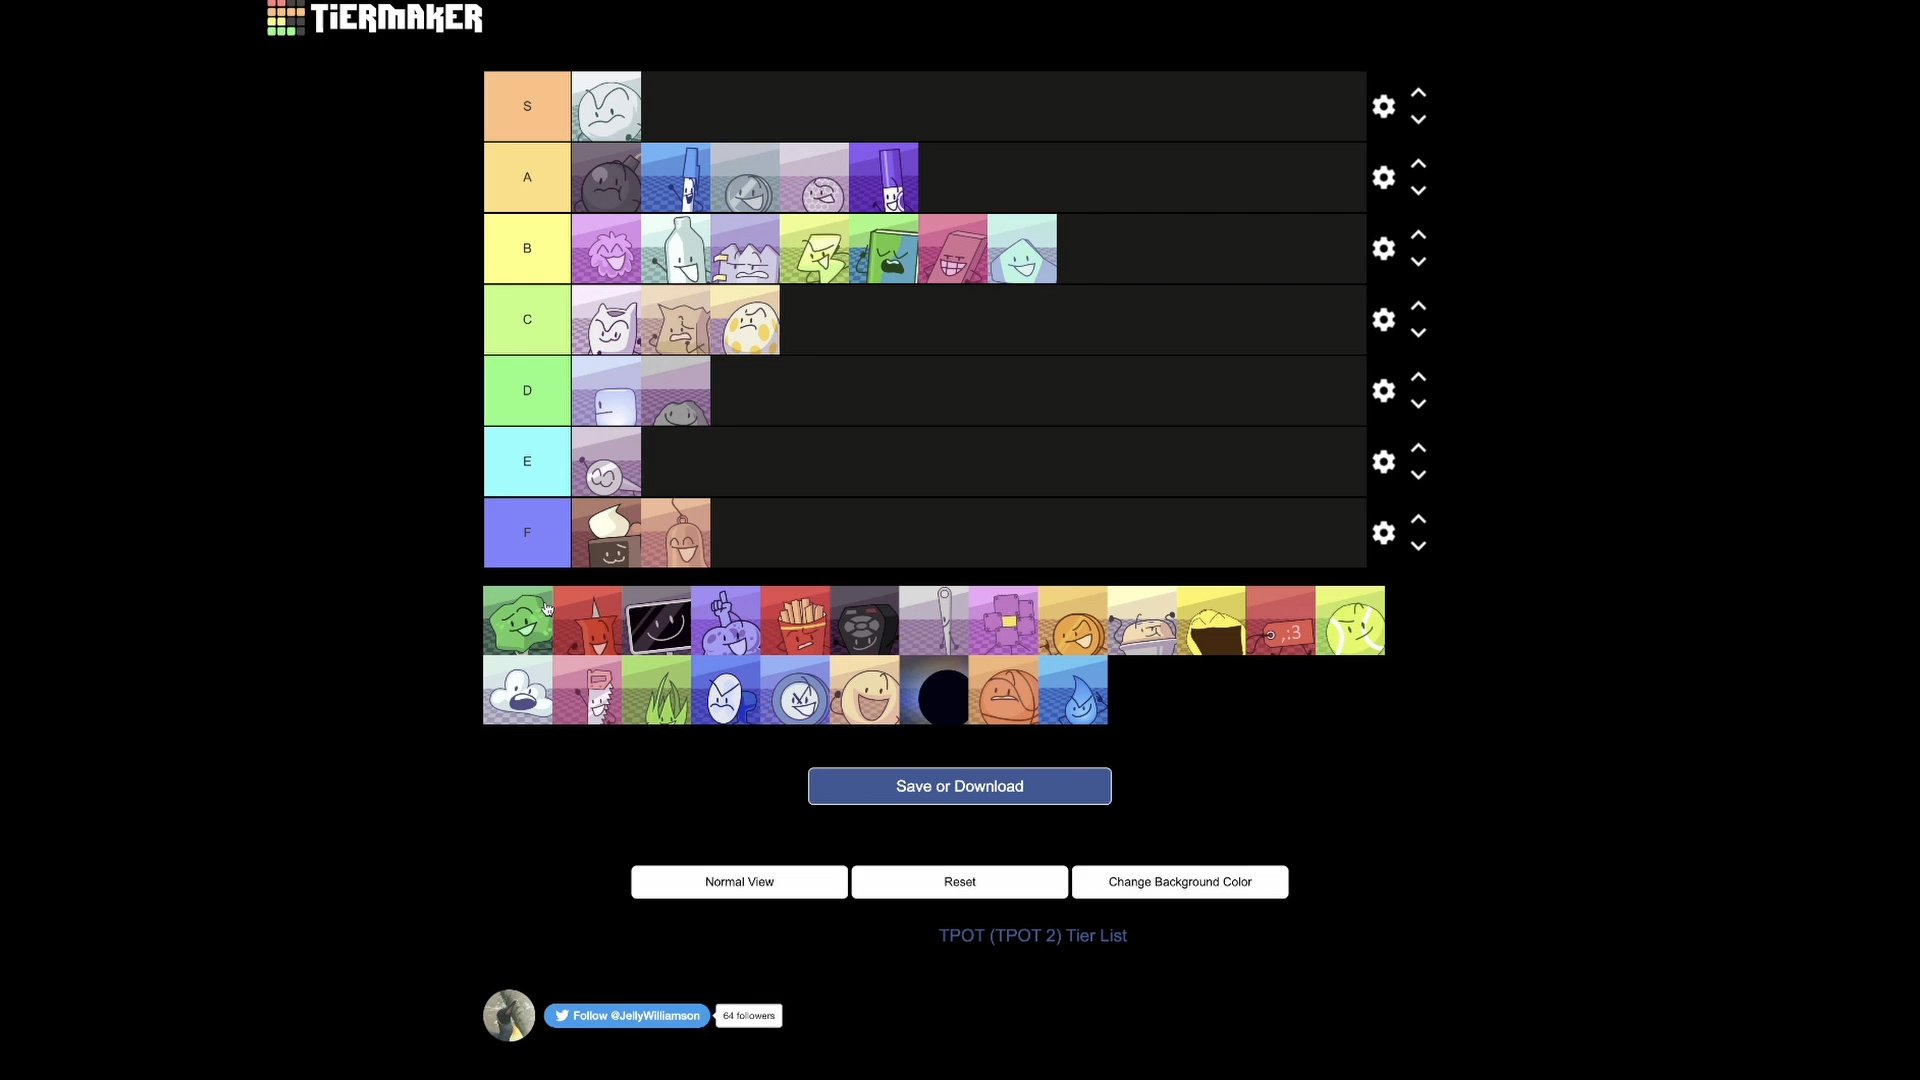 TiERMAKER
S
A
B
C
D
E
F
,:3
Save or Download
Normal View
Reset
Change Background Color
TPOT (TPOT 2) Tier List
Follow @JellyWilliamson
64 followers